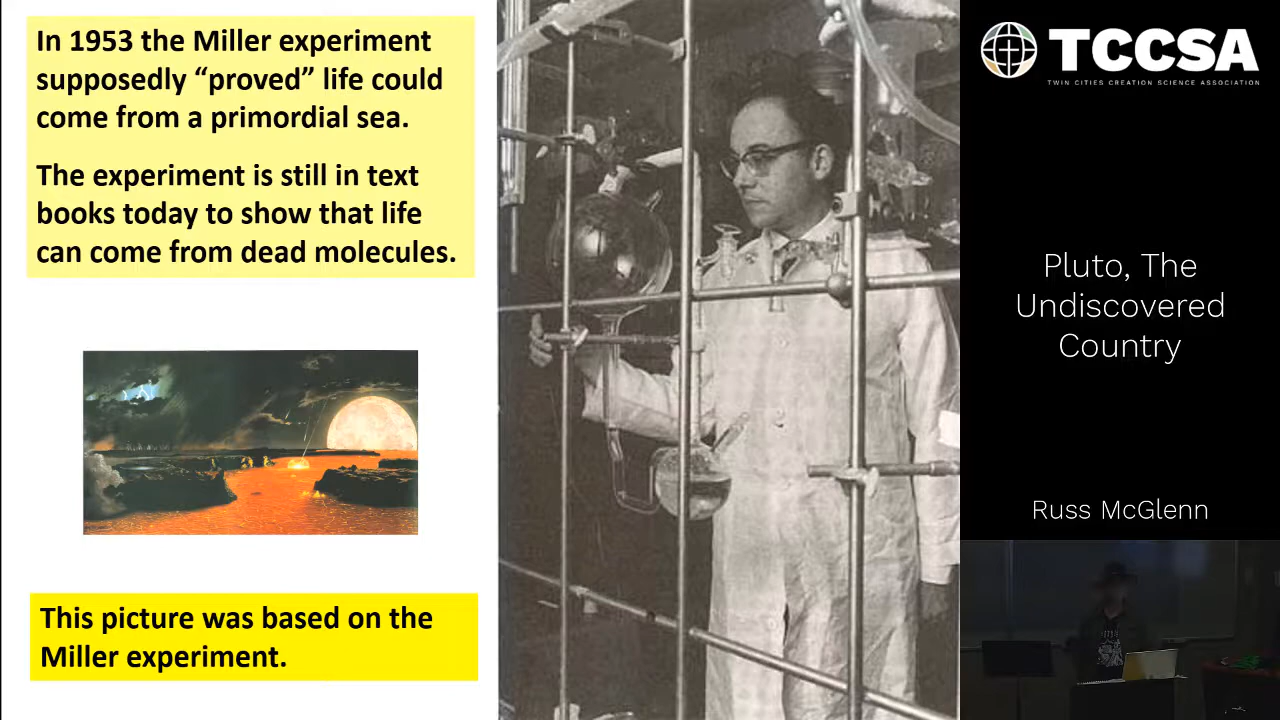 In 1953 the Miller experiment
supposedly “proved” life could
come from a primordial sea.
The experiment is still in text
books today to show that life
can come from dead molecules.
This picture was based on the
Miller experiment.
TCCSA
TWIN CITIES CREATION SCIENCE ASSOCIATION
Pluto, The
Undiscovered
Country
Russ McGlenn